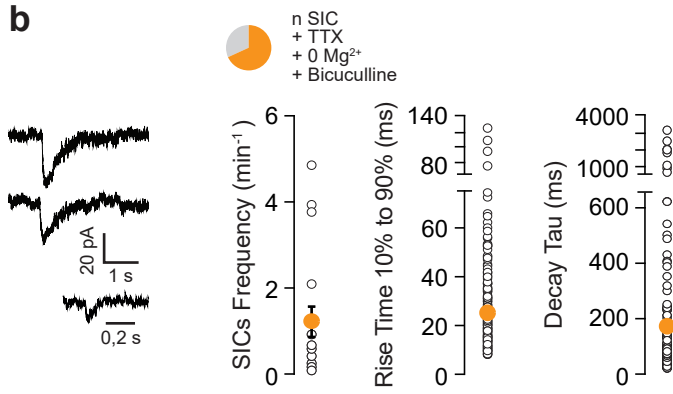 b
n SIC
+ TTX
+ 0 Mg²⁺
+ Bicuculline
20 pA
1 s
0,2 s
SICs Frequency (min⁻¹ )
6
4
2
0
Rise Time 10% to 90% (ms)
140
80
60
40
20
0
Decay Tau (ms)
4000
1000
600
400
200
0